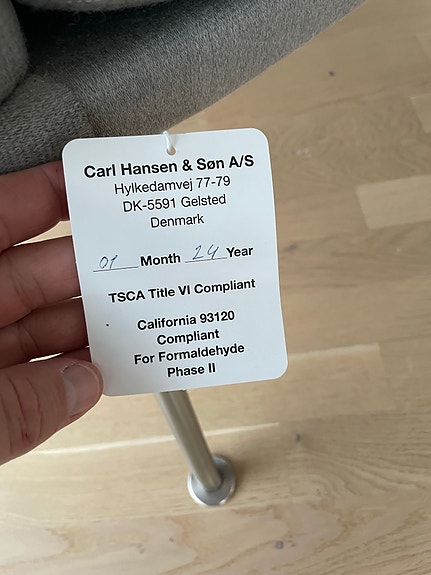 Carl Hansen & Søn A/S
Hylkedamvej 77-79
DK-5591 Gelsted
Denmark
01 Month 24 Year
TSCA Title VI Compliant
California 93120
Compliant
For Formaldehyde
Phase II